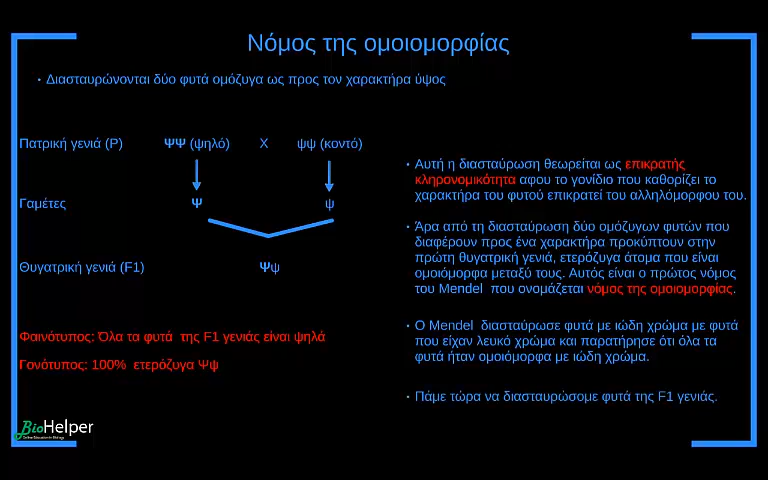 Νόμος της ομοιομορφίας
• Διασταυρώνονται δύο φυτά ομόζυγα ως προς τον χαρακτήρα ύψος
Πατρική γενιά (P) ΨΨ (ψηλό) Χ ψψ (κοντό)
Γαμέτες Ψ ψ
Θυγατρική γενιά (F1) Ψψ
Φαινότυπος: Όλα τα φυτά της F1 γενιάς είναι ψηλά
Γονότυπος: 100% ετερόζυγα Ψψ
• Αυτή η διασταύρωση θεωρείται ως επικρατής
κληρονομικότητα αφου το γονίδιο που καθορίζει το
χαρακτήρα του φυτού επικρατεί του αλληλόμορφου του.
• Άρα από τη διασταύρωση δύο ομόζυγων φυτών που
διαφέρουν προς ένα χαρακτήρα προκύπτουν στην
πρώτη θυγατρική γενιά, ετερόζυγα άτομα που είναι
ομοιόμορφα μεταξύ τους. Αυτός είναι ο πρώτος νόμος
του Mendel που ονομάζεται νόμος της ομοιομορφίας.
• Ο Mendel διασταύρωσε φυτά με ιώδη χρώμα με φυτά
που είχαν λευκό χρώμα και παρατήρησε ότι όλα τα
φυτά ήταν ομοιόμορφα με ιώδη χρώμα.
• Πάμε τώρα να διασταυρώσομε φυτά της F1 γενιάς.
BioHelper
Online Education in Biology